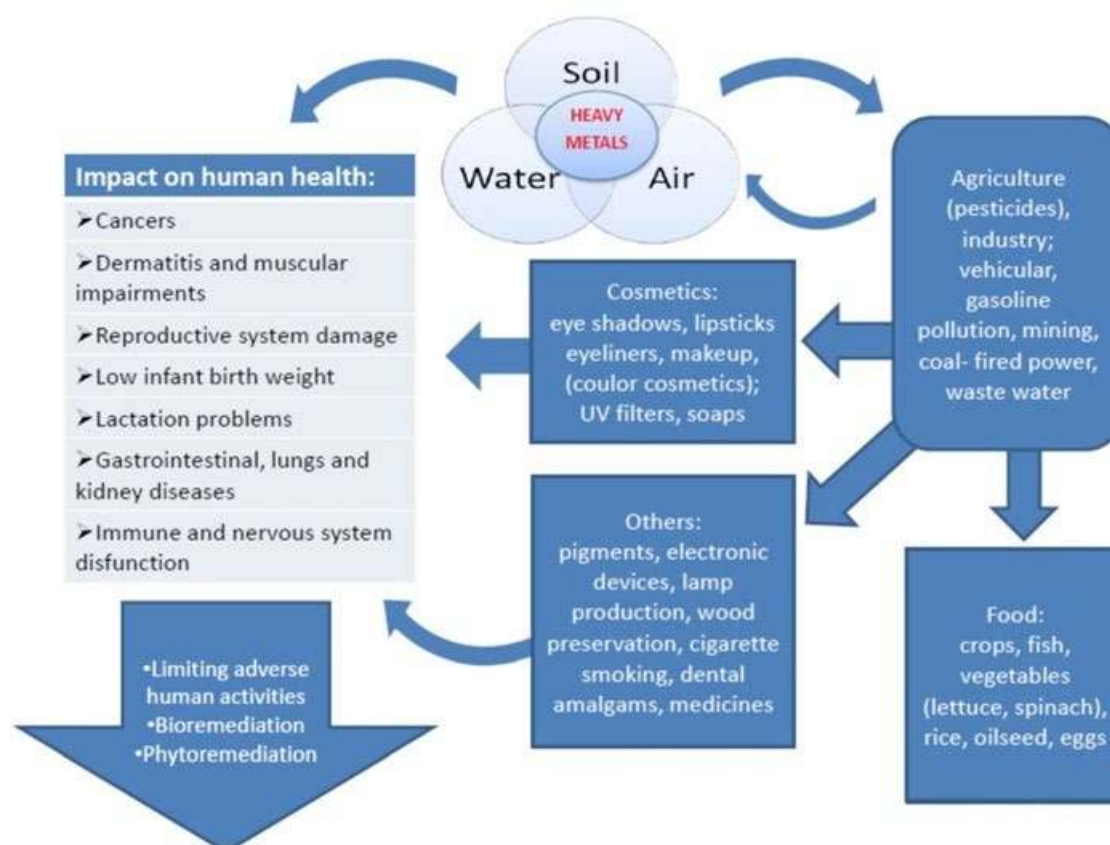 Soil
HEAVY
METALS
Water
Air
Impact on human health:
➤Cancers
➤Dermatitis and muscular
impairments
➤Reproductive system damage
➤Low infant birth weight
➤Lactation problems
➤Gastrointestinal, lungs and
kidney diseases
➤Immune and nervous system
disfunction
•Limiting adverse
human activities
•Bioremediation
•Phytoremediation
Cosmetics:
eye shadows, lipsticks
eyeliners, makeup,
(coulor cosmetics);
UV filters, soaps
Others:
pigments, electronic
devices, lamp
production, wood
preservation, cigarette
smoking, dental
amalgams, medicines
Agriculture
(pesticides),
industry;
vehicular,
gasoline
pollution, mining,
coal- fired power,
waste water
Food:
crops, fish,
vegetables
(lettuce, spinach),
rice, oilseed, eggs